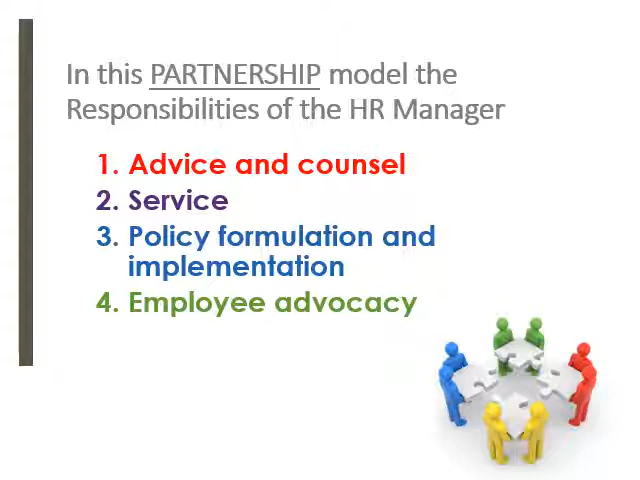 In this PARTNERSHIP model the
Responsibilities of the HR Manager
1. Advice and counsel
2. Service
3. Policy formulation and
implementation
4. Employee advocacy